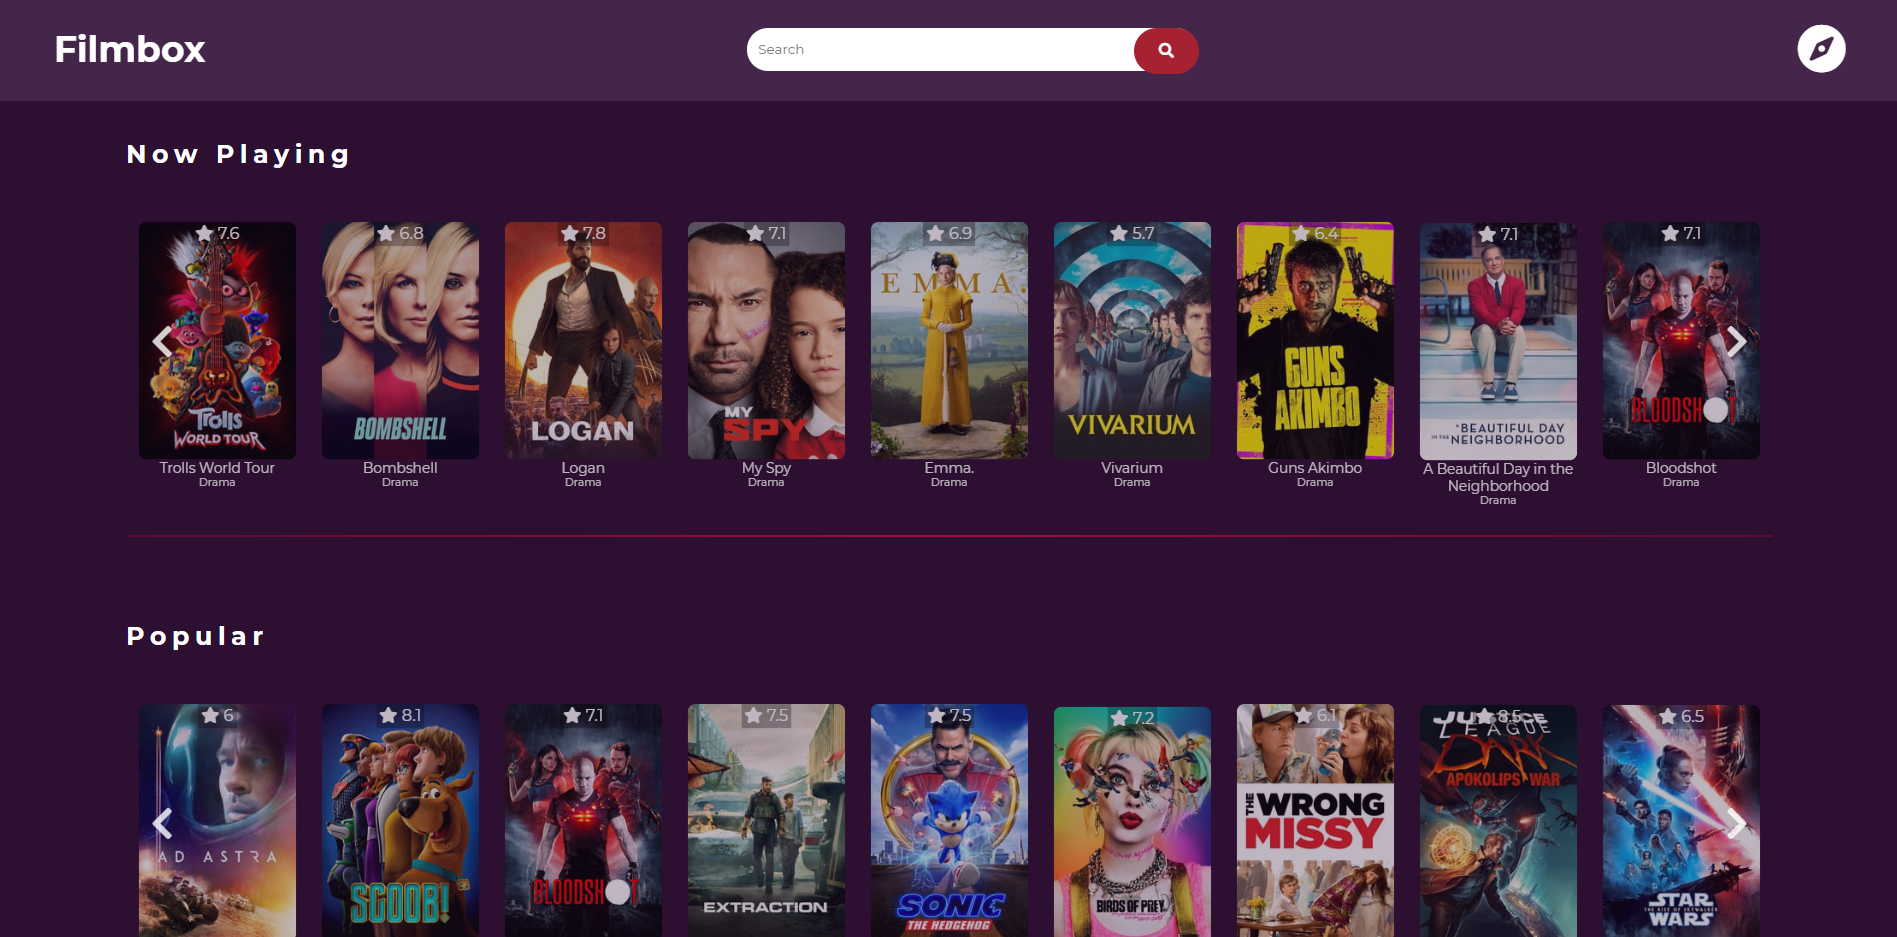 Filmbox
Search
Now Playing
7.6
6.8
7.8
7.1
6.9
5.7
6.4
7.1
7.1
Trolls
WORLD TOUR
BOMBSHELL
LOGAN
MY
SPY
EMMA.
VIVARIUM
GUNS
AKIMBO
A BEAUTIFUL DAY
IN THE NEIGHBORHOOD
BLOODSHOT
Trolls World Tour
Drama
Bombshell
Drama
Logan
Drama
My Spy
Drama
Emma.
Drama
Vivarium
Drama
Guns Akimbo
Drama
A Beautiful Day in the
Neighborhood
Drama
Bloodshot
Drama
Popular
6
8.1
7.1
7.5
7.5
7.2
6.1
8.5
6.5
AD ASTRA
SCOOB!
BLOODSHOT
EXTRACTION
SONIC
THE HEDGEHOG
BIRDS OF PREY
THE
WRONG
MISSY
JUSTICE
LEAGUE
DARK
APOKOLIPS WAR
STAR
THE RISE OF SKYWALKER
WARS